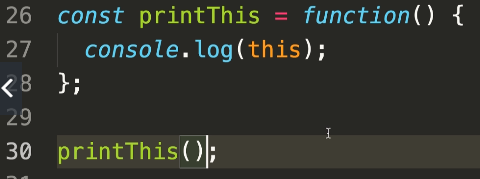 26 const printThis = function() {
27   console.log(this);
28 };
29
30 printThis();